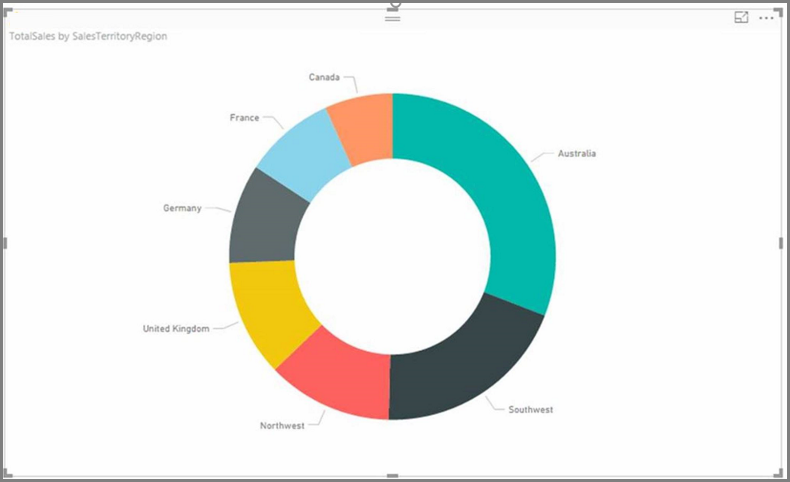 TotalSales by SalesTerritoryRegion
Canada
France
Australia
Germany
United Kingdom
Southwest
Northwest